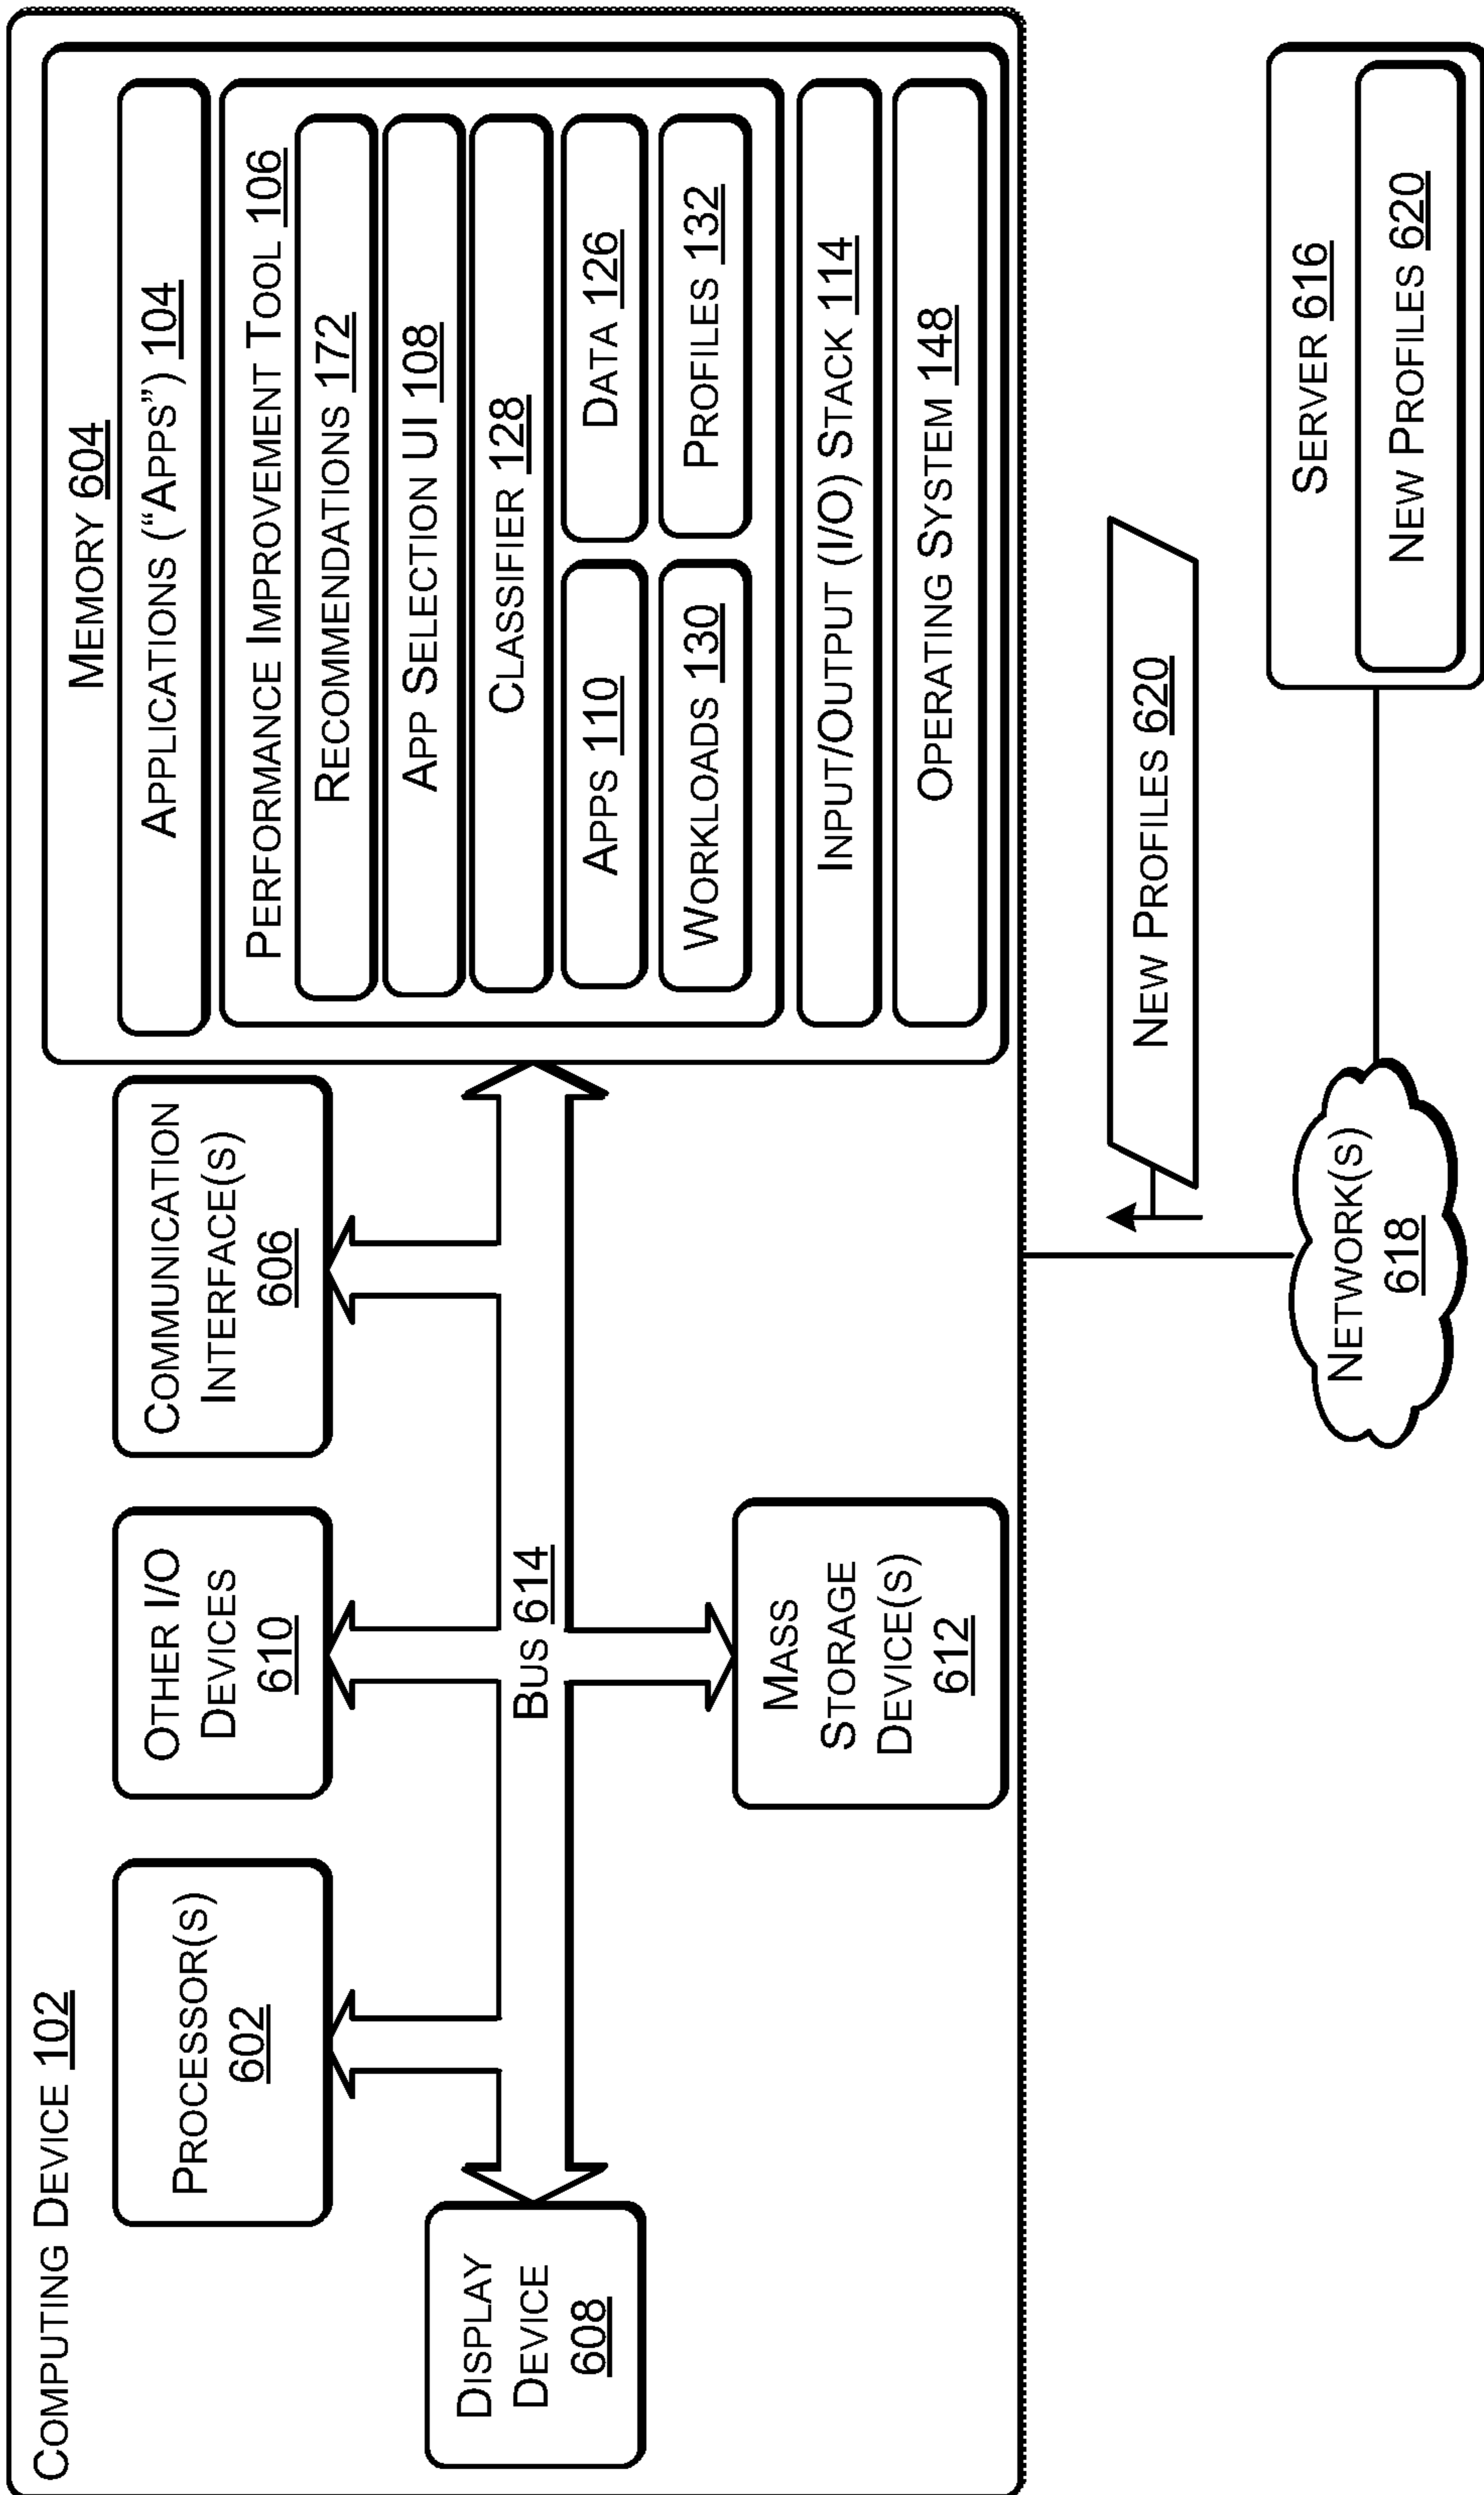 COMPUTING DEVICE 102
PROCESSOR(S)
602
OTHER I/O
DEVICES
610
COMMUNICATION
INTERFACE(S)
606
DISPLAY
DEVICE
608
BUS 614
MASS
STORAGE
DEVICE(S)
612
MEMORY 604
APPLICATIONS (“APPS”) 104
PERFORMANCE IMPROVEMENT TOOL 106
RECOMMENDATIONS 172
APP SELECTION UI 108
CLASSIFIER 128
APPS 110
DATA 126
WORKLOADS 130
PROFILES 132
INPUT/OUTPUT (I/O) STACK 114
OPERATING SYSTEM 148
NEW PROFILES 620
NETWORK(S)
618
SERVER 616
NEW PROFILES 620